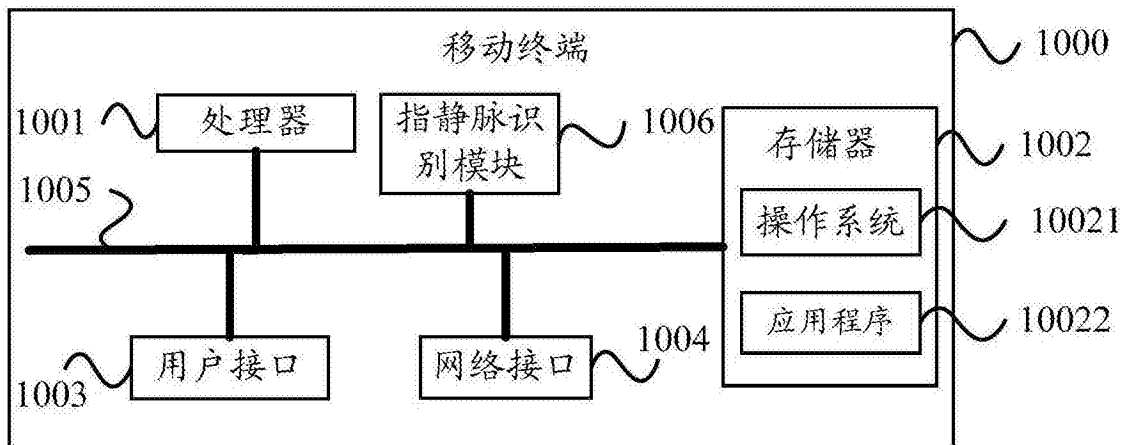 移动终端
1000
1001
处理器
指静脉识
别模块
1006
存储器
1002
1005
操作系统
10021
应用程序
10022
1003
用户接口
网络接口
1004